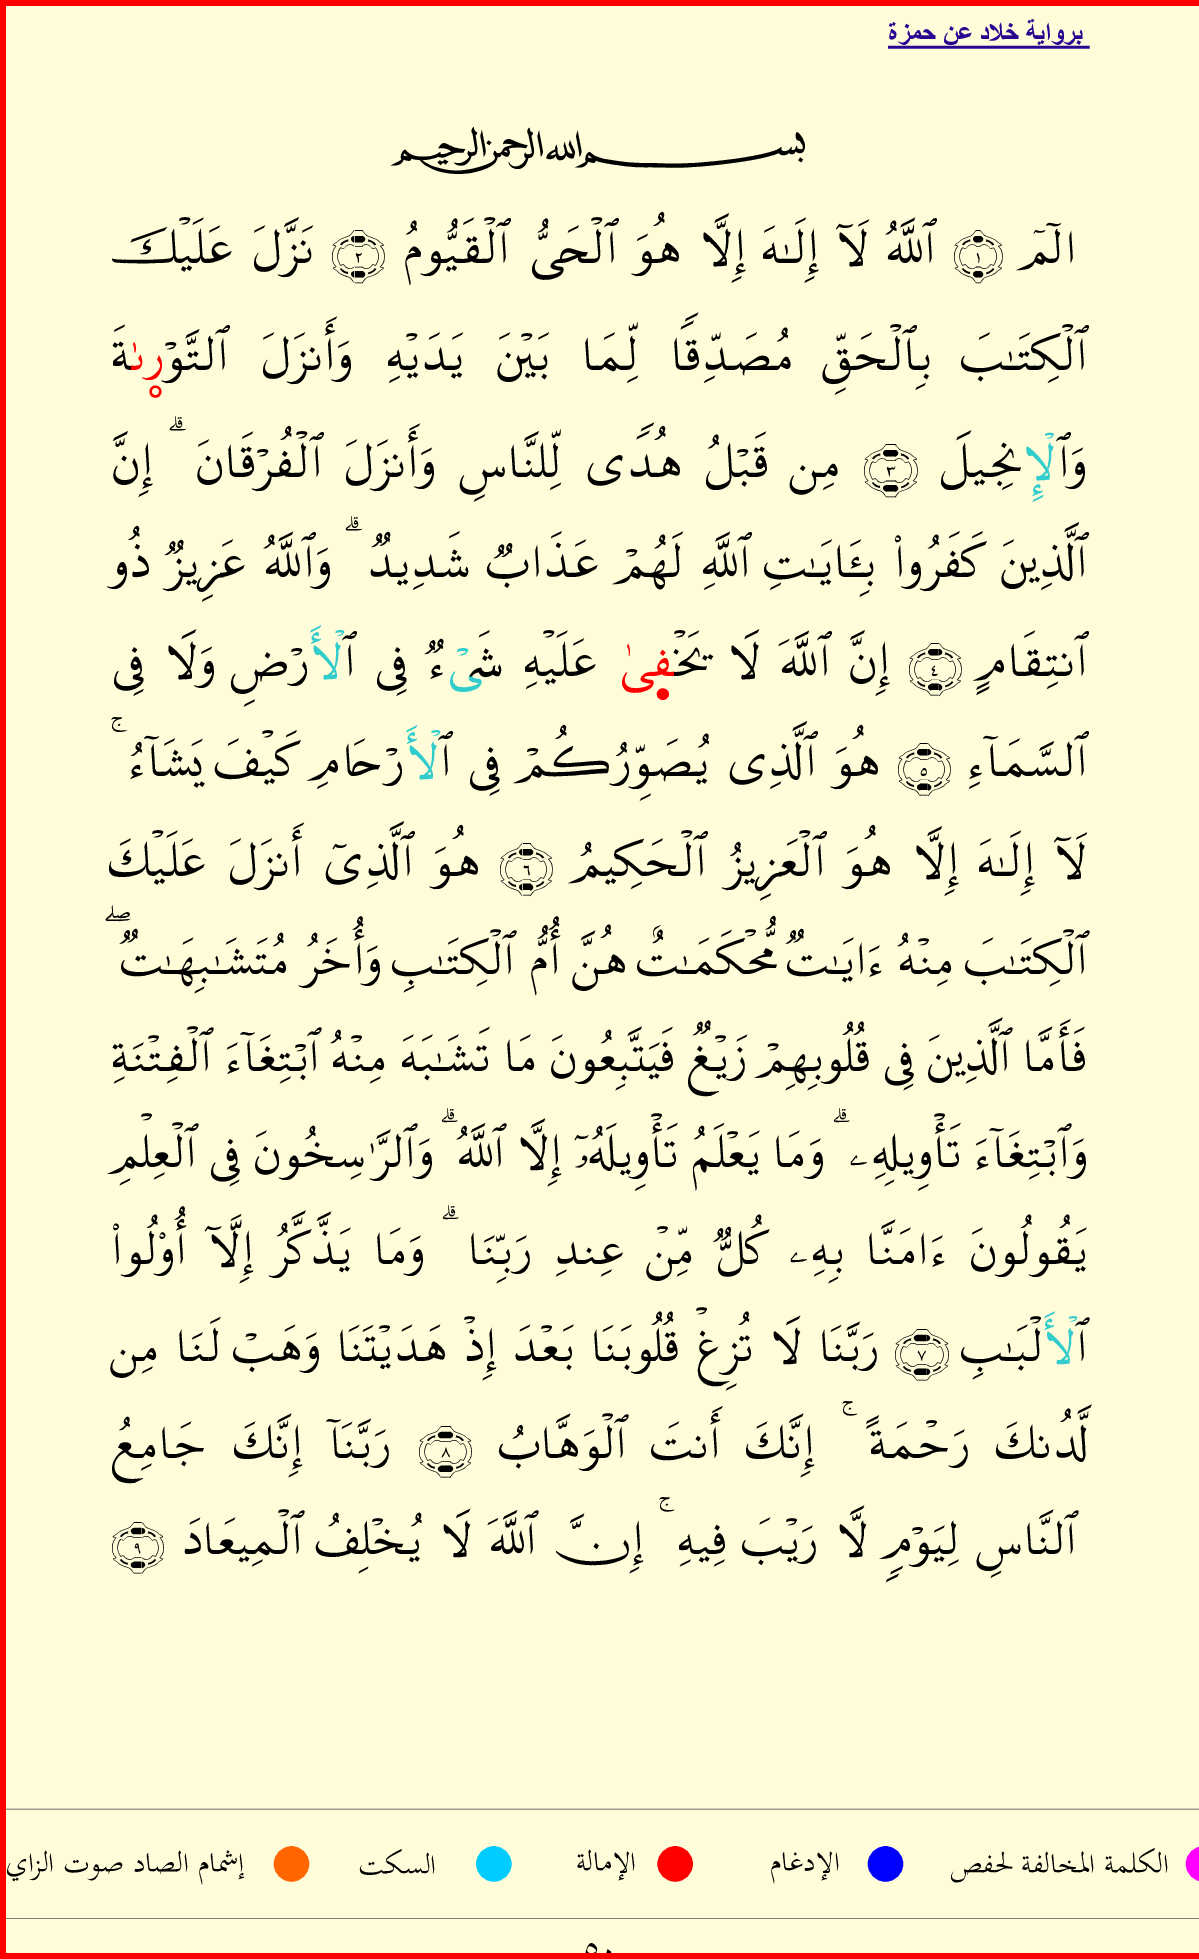 برواية خلاد عن حمزة
بسم الله الرحمن الرحيم
الٓمٓ ١ ٱللَّهُ لَآ إِلَـٰهَ إِلَّا هُوَ ٱلۡحَىُّ ٱلۡقَيُّومُ ٢ نَزَّلَ عَلَيۡكَ
ٱلۡكِتَـٰبَ بِٱلۡحَقِّ مُصَدِّقًا لِّمَا بَيۡنَ يَدَيۡهِ وَأَنزَلَ ٱلتَّوۡرٜىٰةَ
وَٱلۡإِنجِيلَ ٣ مِن قَبۡلُ هُدًى لِّلنَّاسِ وَأَنزَلَ ٱلۡفُرۡقَانَ ۗ إِنَّ
ٱلَّذِينَ كَفَرُواْ بِـَٔايَـٰتِ ٱللَّهِ لَهُمۡ عَذَابٌ شَدِيدٌ ۗ وَٱللَّهُ عَزِيزٌ ذُو
ٱنتِقَامٍ ٤ إِنَّ ٱللَّهَ لَا يَخۡفىٰ عَلَيۡهِ شَىۡءٌ فِى ٱلۡأَرۡضِ وَلَا فِى
ٱلسَّمَآءِ ٥ هُوَ ٱلَّذِى يُصَوِّرُكُمۡ فِى ٱلۡأَرۡحَامِ كَيۡفَ يَشَآءُ ۚ
لَآ إِلَـٰهَ إِلَّا هُوَ ٱلۡعَزِيزُ ٱلۡحَكِيمُ ٦ هُوَ ٱلَّذِىٓ أَنزَلَ عَلَيۡكَ
ٱلۡكِتَـٰبَ مِنۡهُ ءَايَـٰتٌ مُّحۡكَمَـٰتٌ هُنَّ أُمُّ ٱلۡكِتَـٰبِ وَأُخَرُ مُتَشَـٰبِهَـٰتٌ ۖ
فَأَمَّا ٱلَّذِينَ فِى قُلُوبِهِمۡ زَيۡغٌ فَيَتَّبِعُونَ مَا تَشَـٰبَهَ مِنۡهُ ٱبۡتِغَآءَ ٱلۡفِتۡنَةِ
وَٱبۡتِغَآءَ تَأۡوِيلِهِۦ ۗ وَمَا يَعۡلَمُ تَأۡوِيلَهُۥٓ إِلَّا ٱللَّهُ ۗ وَٱلرَّٰسِخُونَ فِى ٱلۡعِلۡمِ
يَقُولُونَ ءَامَنَّا بِهِۦ كُلٌّ مِّنۡ عِندِ رَبِّنَا ۗ وَمَا يَذَّكَّرُ إِلَّآ أُوْلُواْ
ٱلۡأَلۡبَـٰبِ ٧ رَبَّنَا لَا تُزِغۡ قُلُوبَنَا بَعۡدَ إِذۡ هَدَيۡتَنَا وَهَبۡ لَنَا مِن
لَّدُنكَ رَحۡمَةً ۚ إِنَّكَ أَنتَ ٱلۡوَهَّابُ ٨ رَبَّنَآ إِنَّكَ جَامِعُ
ٱلنَّاسِ لِيَوۡمٍ لَّا رَيۡبَ فِيهِ ۚ إِنَّ ٱللَّهَ لَا يُخۡلِفُ ٱلۡمِيعَادَ ٩
الكلمة المخالفة لحفص الإدغام الإمالة السكت إشمام الصاد صوت الزاي
٥٠